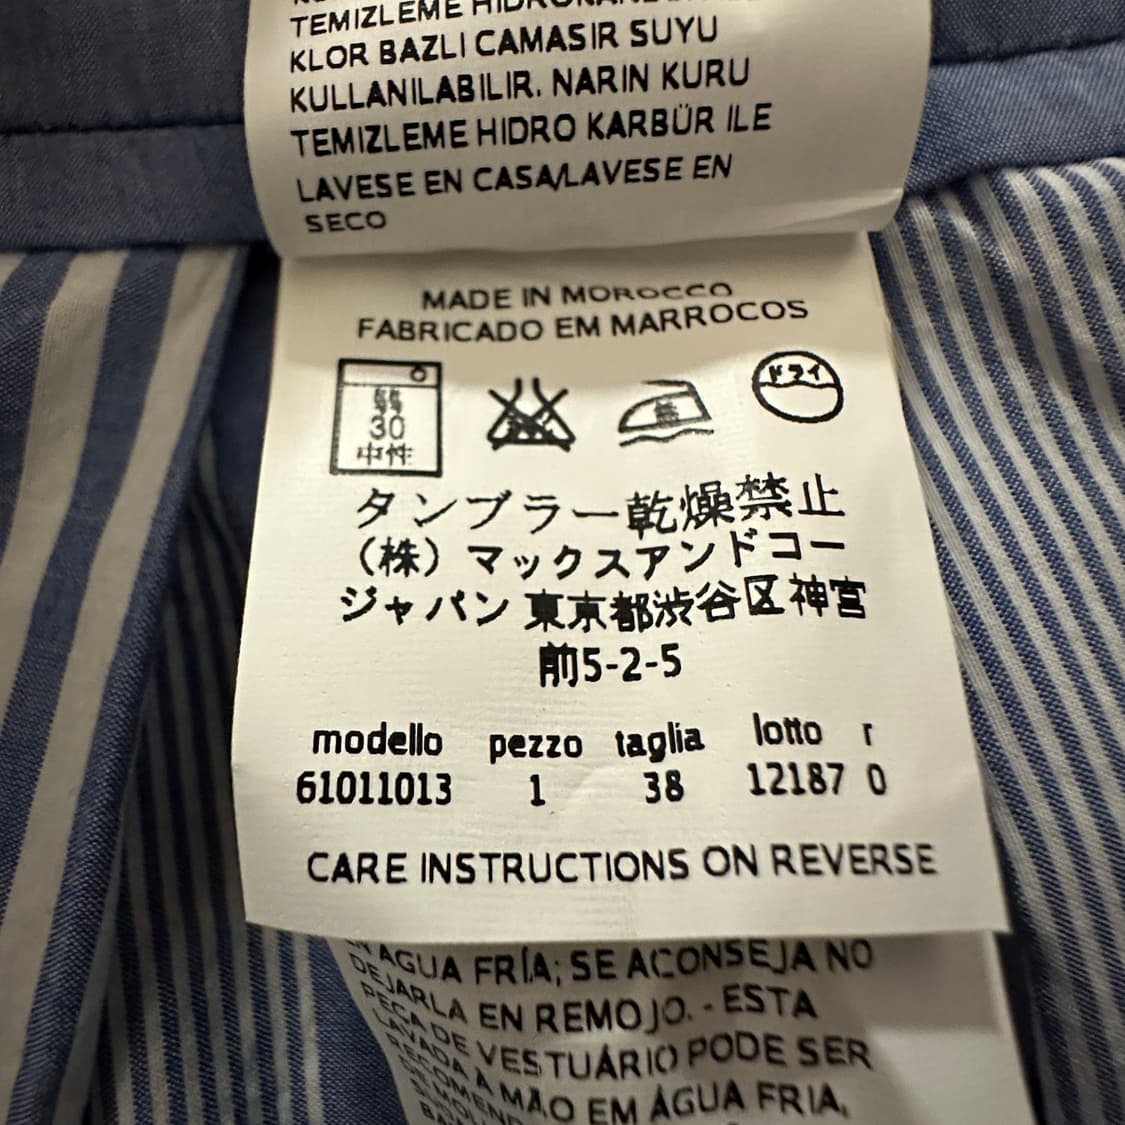 TEMIZLEME
KLOR BAZLI CAMASIR SUYU
KULLANILABILIR. NARIN KURU
TEMIZLEME HIDRO KARBÜR ILE
LAVESE EN CASA/LAVESE EN
SECO
MADE IN MOROCCO
FABRICADO EM MARROCOS
弱
30
中性
ドライ
タンブラー乾燥禁止
(株) マックスアンドコー
ジャパン 東京都渋谷区神宮
前5-2-5
modello pezzo taglia lotto r
61011013 1 38 12187 0
CARE INSTRUCTIONS ON REVERSE
AGUA FRÍA; SE ACONSEJA NO
DEJARLA EN REMOJO. - ESTA
PECA DE VESTUÁRIO PODE SER
LAVADA A MÃO EM ÁGUA FRIA,